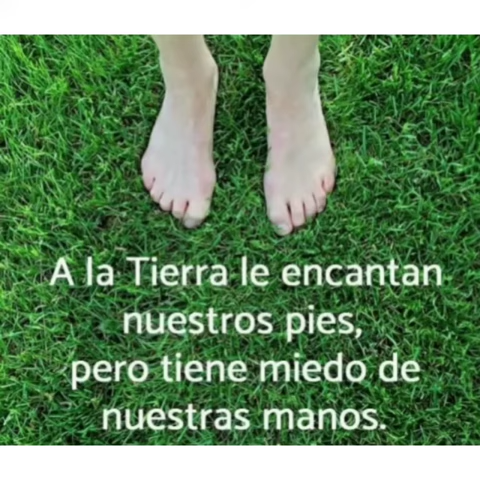 A la Tierra le encantan
nuestros pies,
pero tiene miedo de
nuestras manos.